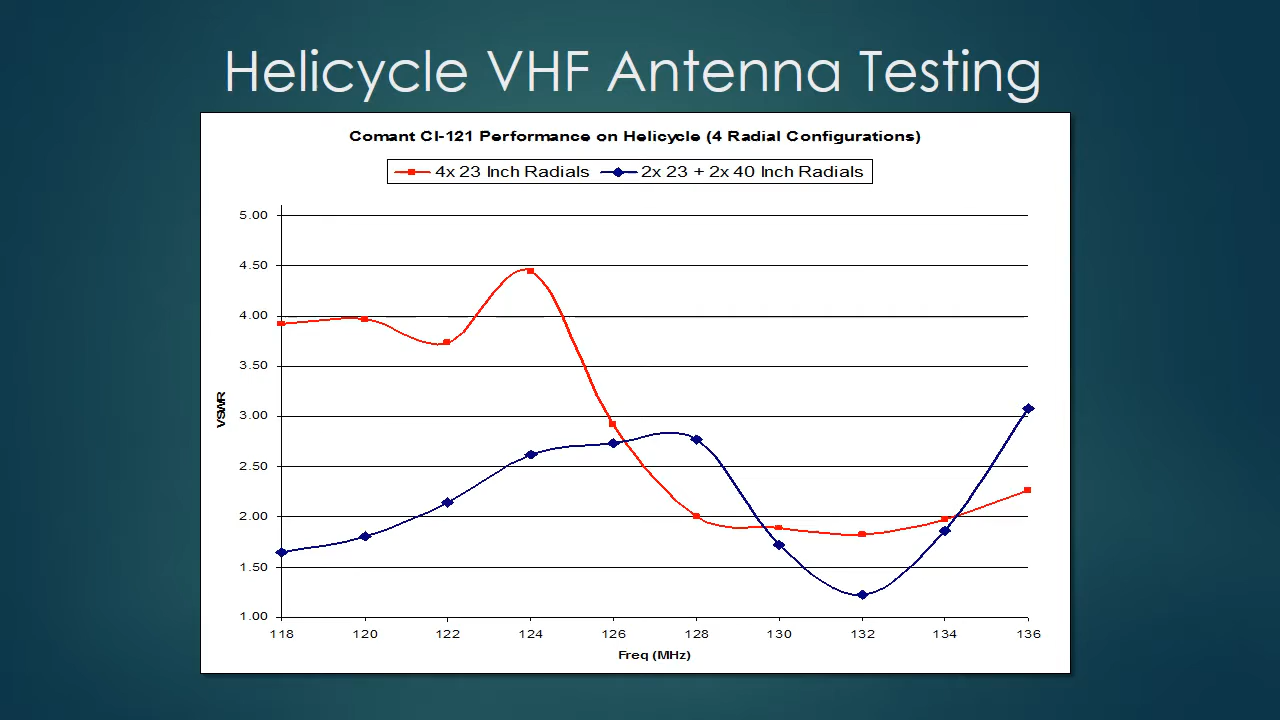 Helicycle VHF Antenna Testing
Comant CI-121 Performance on Helicycle (4 Radial Configurations)
4x 23 Inch Radials 2x 23 + 2x 40 Inch Radials
5.00
4.50
4.00
3.50
3.00
2.50
2.00
1.50
1.00
VSWR
118 120 122 124 126 128 130 132 134 136
Freq (MHz)